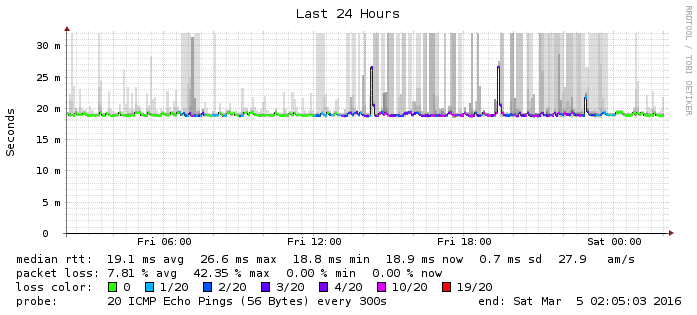 Last 24 Hours
RRDTOOL / TOBI OETIKER
Seconds
30 m
25 m
20 m
15 m
10 m
5 m
0
Fri 06:00 Fri 12:00 Fri 18:00 Sat 00:00
median rtt: 19.1 ms avg 26.6 ms max 18.8 ms min 18.9 ms now 0.7 ms sd 27.9 am/s
packet loss: 7.81 % avg 42.35 % max 0.00 % min 0.00 % now
loss color: 0 1/20 2/20 3/20 4/20 10/20 19/20
probe: 20 ICMP Echo Pings (56 Bytes) every 300s end: Sat Mar 5 02:05:03 2016